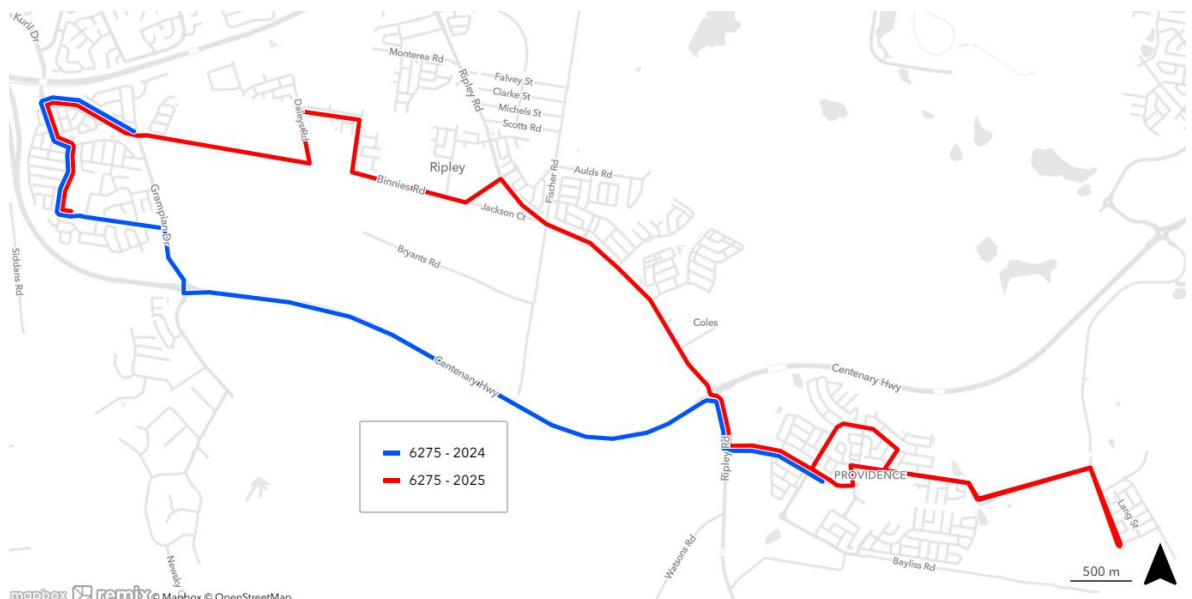 Kuril Dr
Monterea Rd
Ripley Rd
Falvey St
Clarke St
Michels St
Scotts Rd
Daleys Rd
Ripley
Fischer Rd
Aulds Rd
Binnies Rd
Jackson Ct
Grampian Dr
Bryants Rd
Siddans Rd
Coles
Centenary Hwy
Centenary Hwy
6275 - 2024
6275 - 2025
Ripley Rd
PROVIDENCE
Lang St
Watsons Rd
Bayliss Rd
500 m
Newsky
mapbox remix © Mapbox © OpenStreetMap